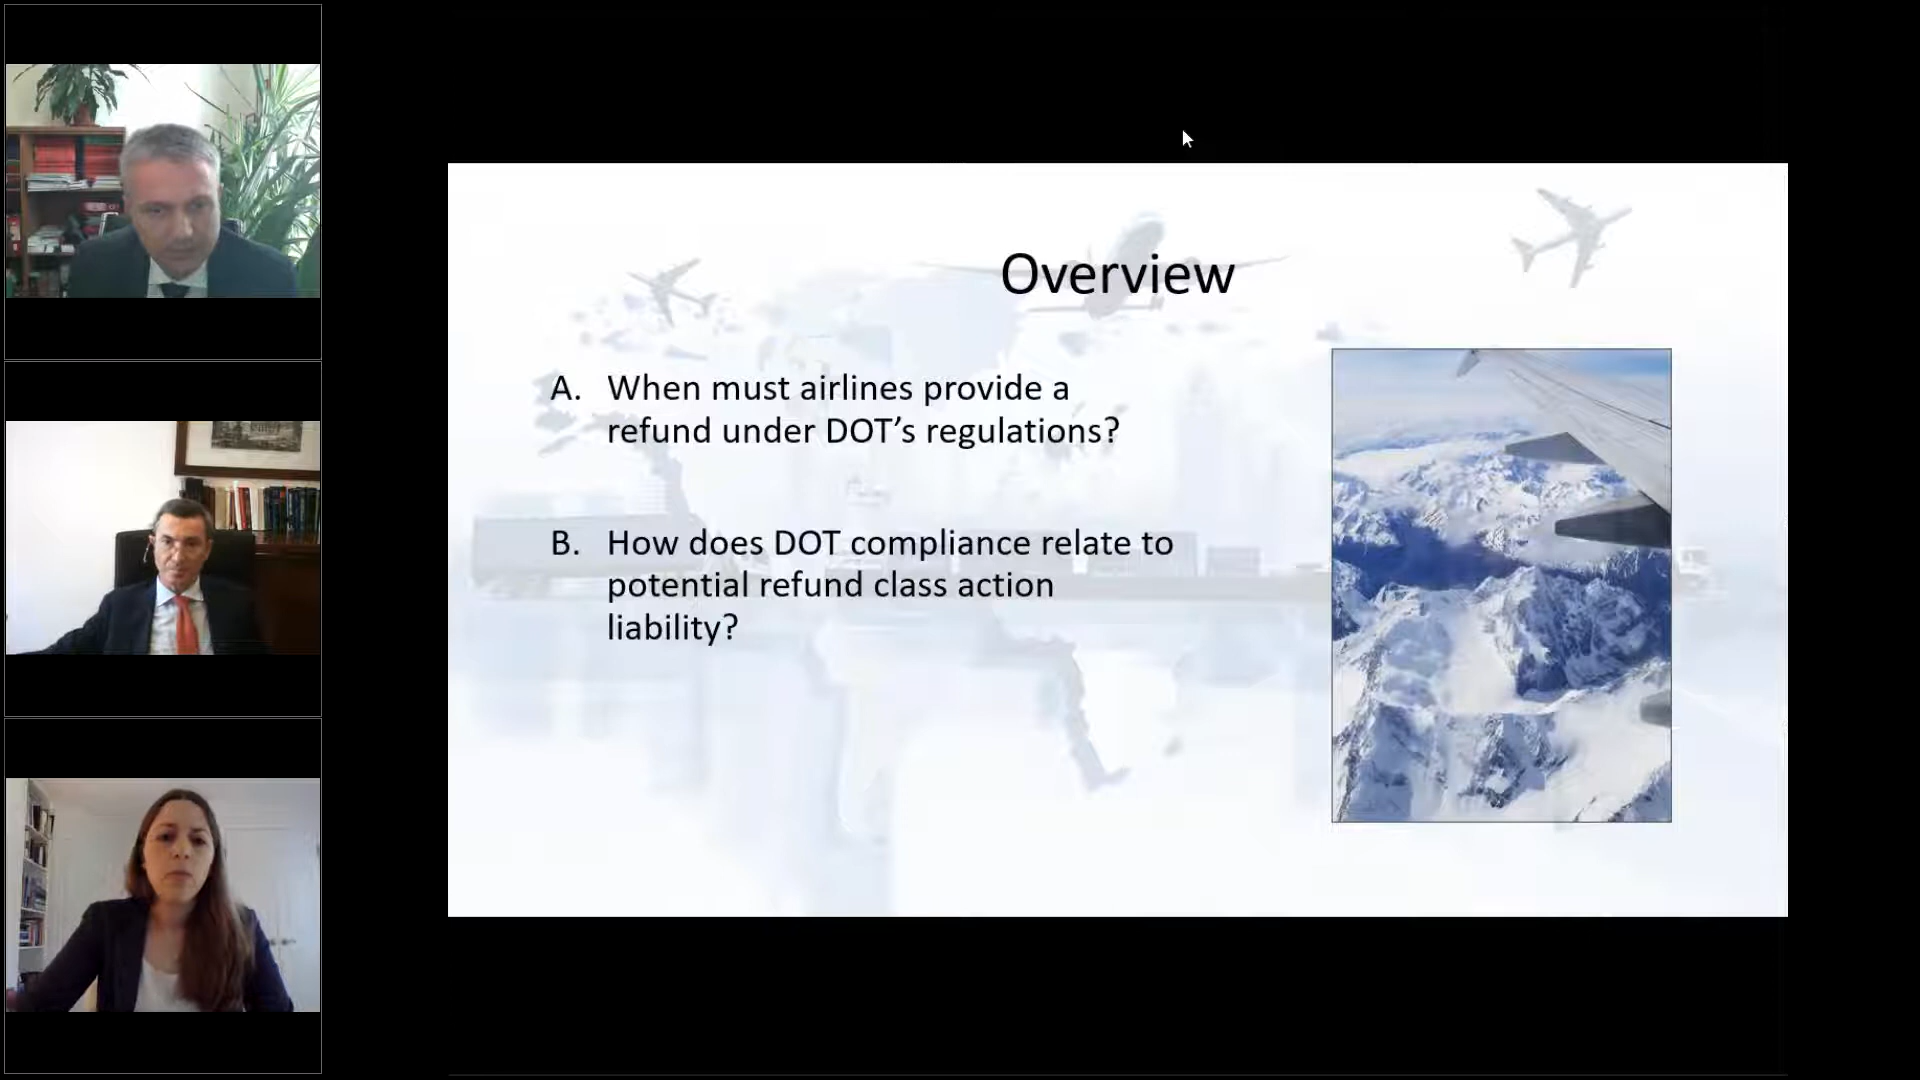 Overview
A. When must airlines provide a
refund under DOT’s regulations?
B. How does DOT compliance relate to
potential refund class action
liability?